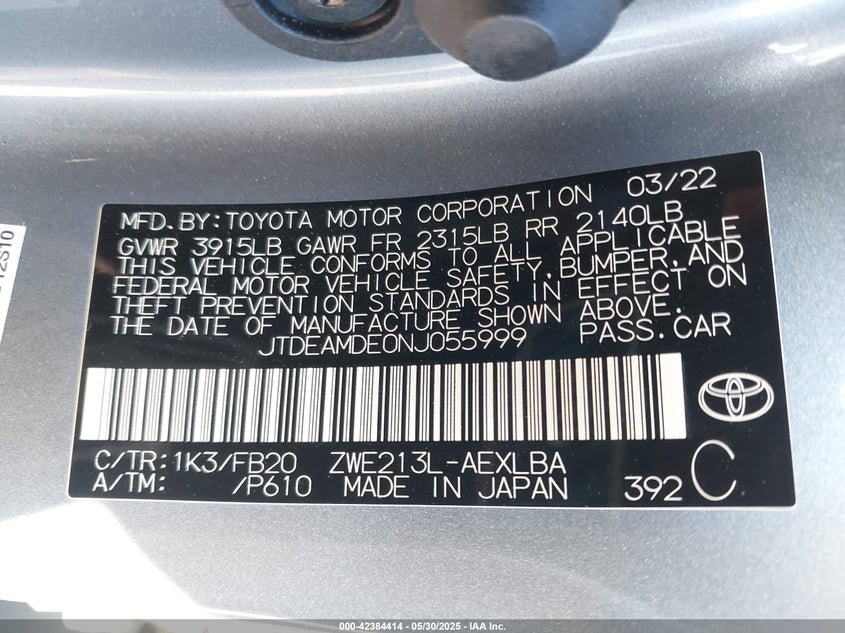 MFD.BY:TOYOTA MOTOR CORPORATION 03/22
GVWR 3915LB GAWR FR 2315LB RR 2140LB
THIS VEHICLE CONFORMS TO ALL APPLICABLE
FEDERAL MOTOR VEHICLE SAFETY,BUMPER,AND
THEFT PREVENTION STANDARDS IN EFFECT ON
THE DATE OF MANUFACTURE SHOWN ABOVE.
JTDEAMDE0NJ055999 PASS.CAR
C/TR:1K3/FB20 ZWE213L-AEXLBA
A/TM: /P610 MADE IN JAPAN 392 C
000-42384414 — 05/30/2025 - IAA Inc.